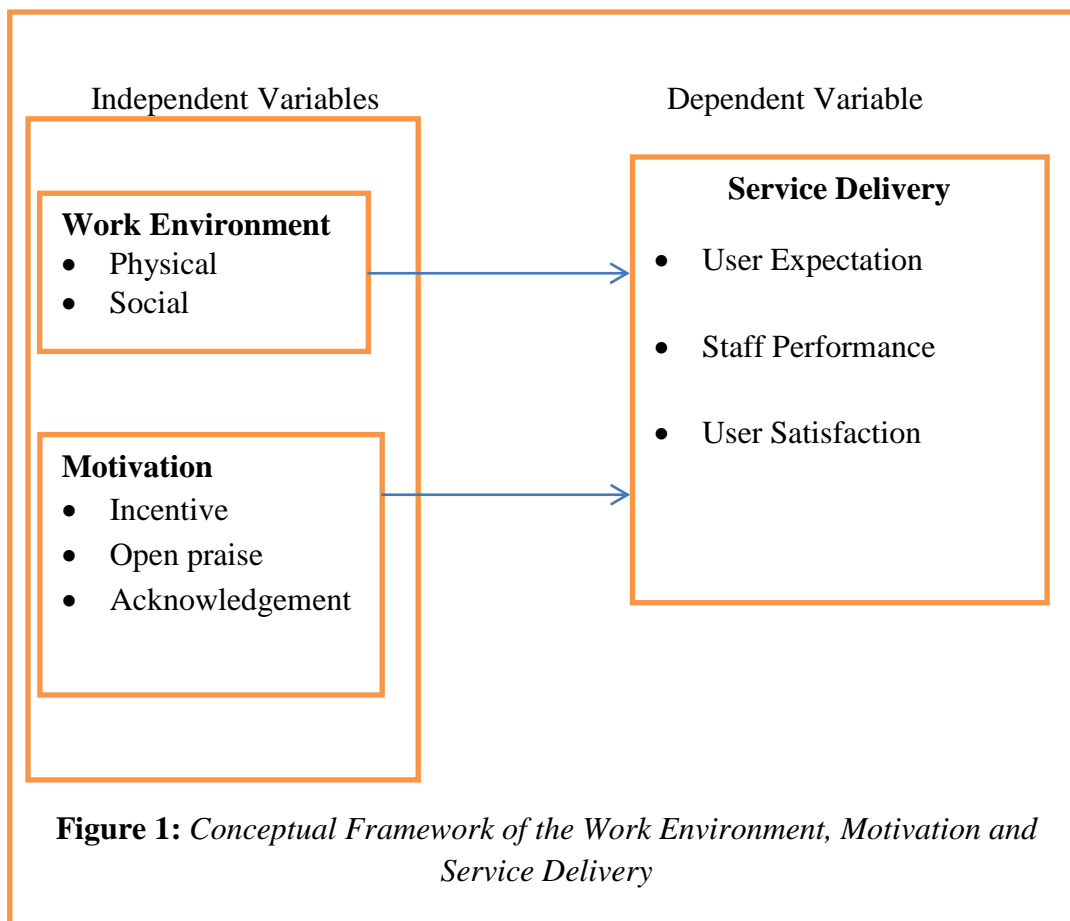 Independent Variables
Dependent Variable
Work Environment
• Physical
• Social
Motivation
• Incentive
• Open praise
• Acknowledgement
Service Delivery
• User Expectation
• Staff Performance
• User Satisfaction
Figure 1: Conceptual Framework of the Work Environment, Motivation and
Service Delivery